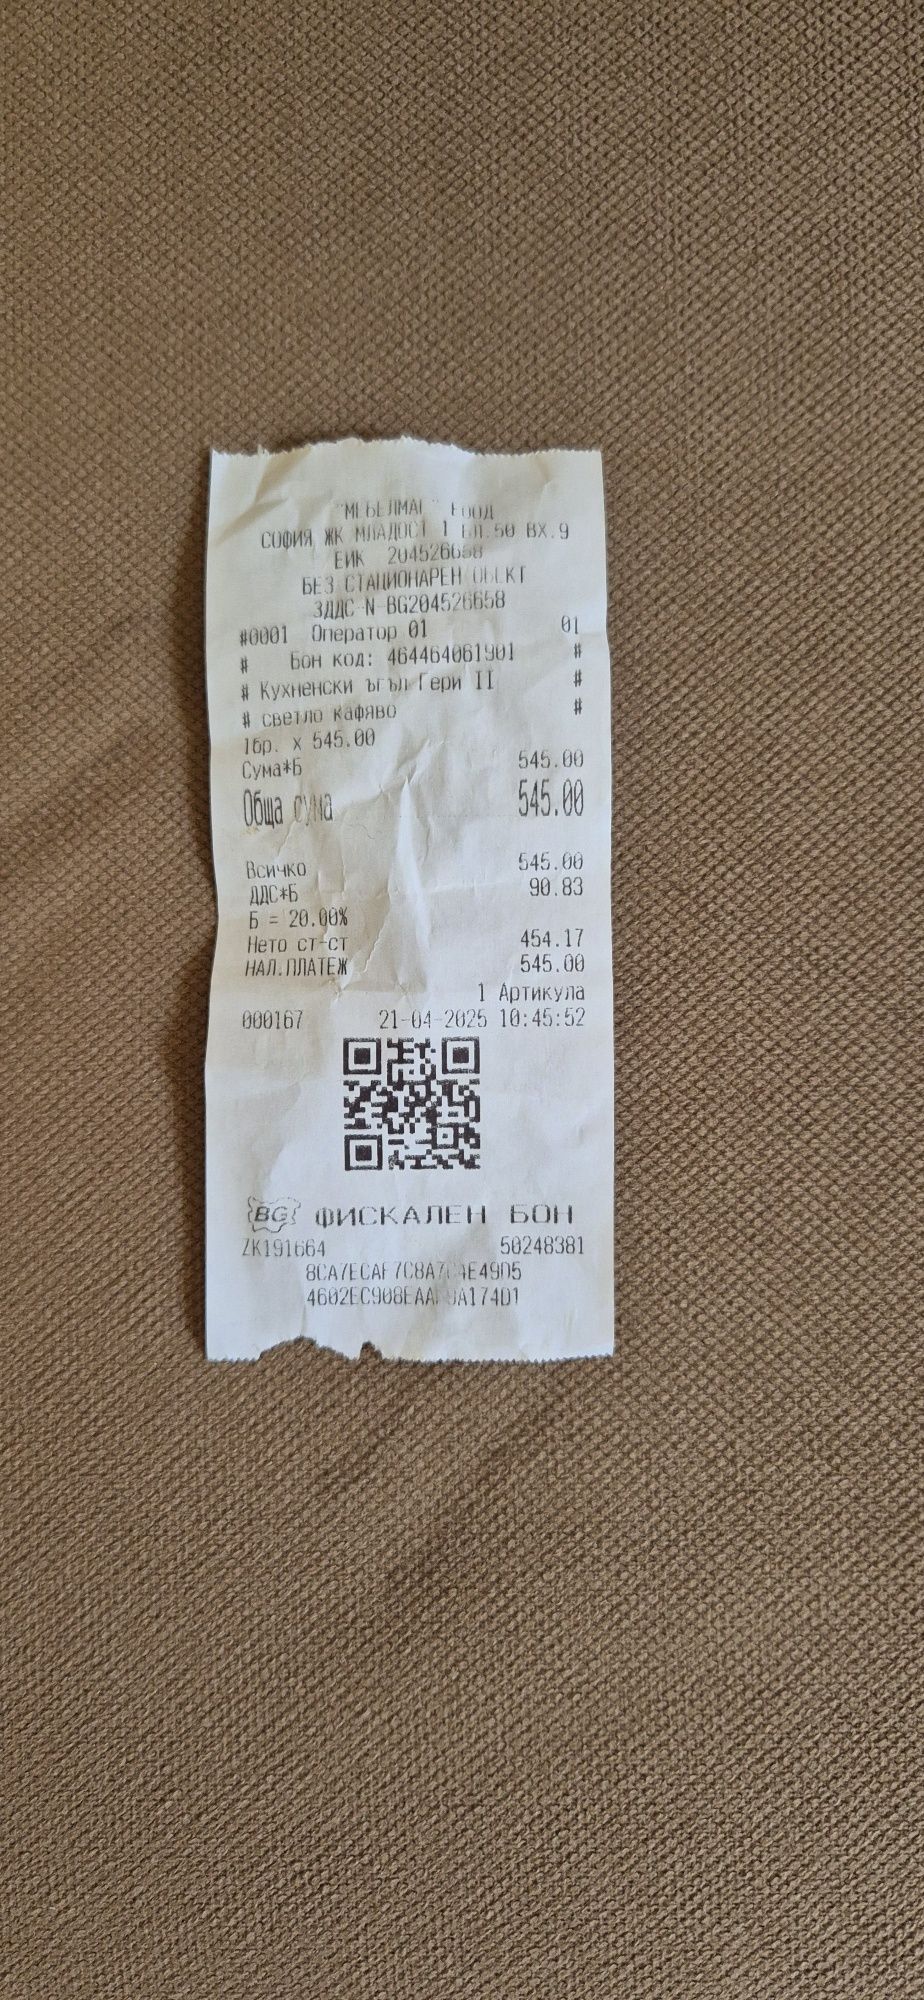 "МЕБЕЛМАГ" ЕООД
СОФИЯ ЖК МЛАДОСТ 1 БЛ.50 ВХ.9
ЕИК 204526658
БЕЗ СТАЦИОНАРЕН ОБЕКТ
ЗДДС N BG204526658
#0001 Оператор 01 01
# Бон код: 464464061901 #
# Кухненски ъгъл Гери II #
# светло кафяво #
1бр. x 545.00
Сума*Б 545.00
Обща сума 545.00
Всичко 545.00
ДДС*Б 90.83
Б = 20.00%
Нето ст-ст 454.17
НАЛ.ПЛАТЕЖ 545.00
1 Артикула
000167 21-04-2025 10:45:52
BG ФИСКАЛЕН БОН
ZK191664 50248381